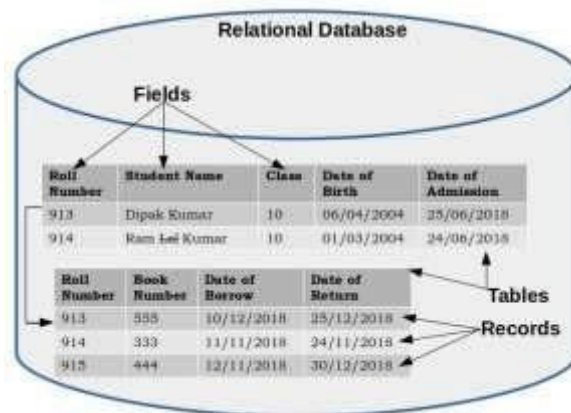 Relational Database
Fields
Roll Number Student Name Class Date of Birth Date of Admission
913 Dipak Kumar 10 06/04/2004 25/06/2018
914 Ram Lal Kumar 10 01/03/2004 24/06/2018
Roll Number Book Number Date of Borrow Date of Return
913 555 10/12/2018 25/12/2018
914 333 11/11/2018 24/11/2018
915 444 12/11/2018 30/12/2018
Tables
Records